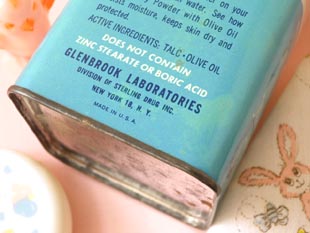 on your
water. See how
Powder with Olive Oil
moisture, keeps skin dry and
protected.
ACTIVE INGREDIENTS: TALC • OLIVE OIL
DOES NOT CONTAIN
ZINC STEARATE OR BORIC ACID
GLENBROOK LABORATORIES
DIVISION OF STERLING DRUG INC.
NEW YORK 18, N. Y.
MADE IN U.S.A.